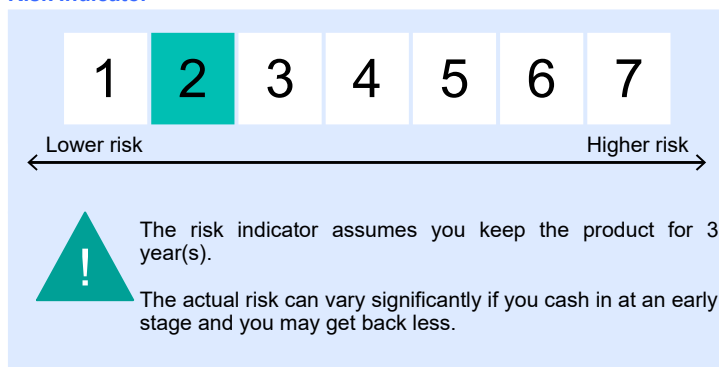 Risk Indicator
1 2 3 4 5 6 7
Lower risk Higher risk
!
The risk indicator assumes you keep the product for 3
year(s).
The actual risk can vary significantly if you cash in at an early
stage and you may get back less.